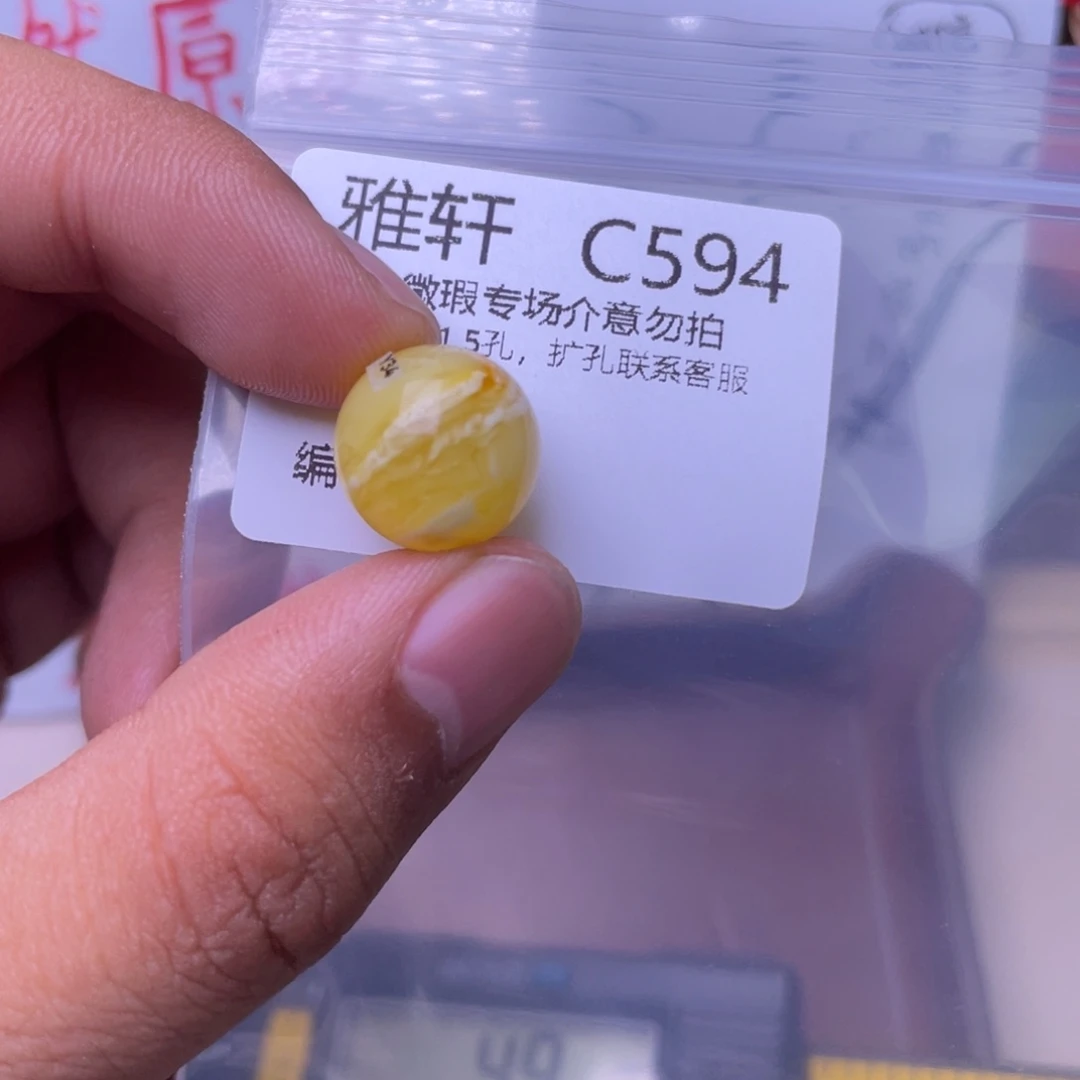 原
雅轩 C594
微瑕专场介意勿拍
1.5孔，扩孔联系客服
编